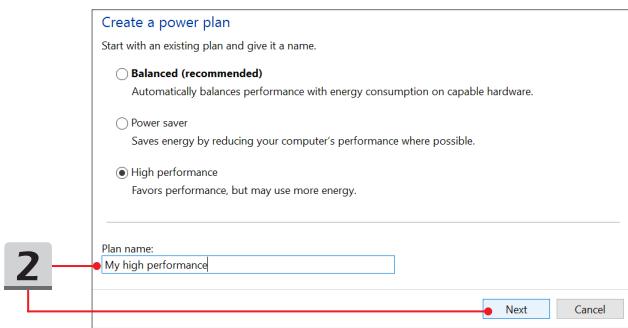 Create a power plan
Start with an existing plan and give it a name.
Balanced (recommended)
Automatically balances performance with energy consumption on capable hardware.
Power saver
Saves energy by reducing your computer's performance where possible.
High performance
Favors performance, but may use more energy.
Plan name:
My high performance
2
Next Cancel